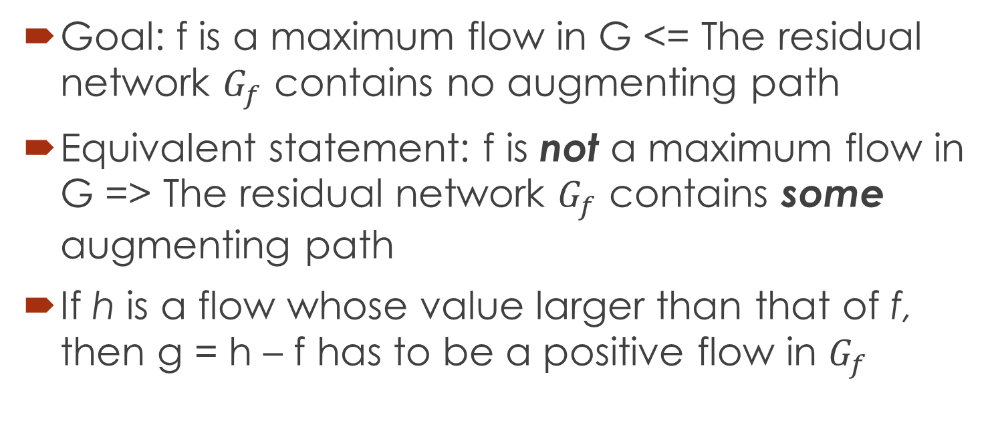 Goal: f is a maximum flow in G <= The residual
network G_f contains no augmenting path
Equivalent statement: f is not a maximum flow in
G => The residual network G_f contains some
augmenting path
If h is a flow whose value larger than that of f,
then g = h – f has to be a positive flow in G_f